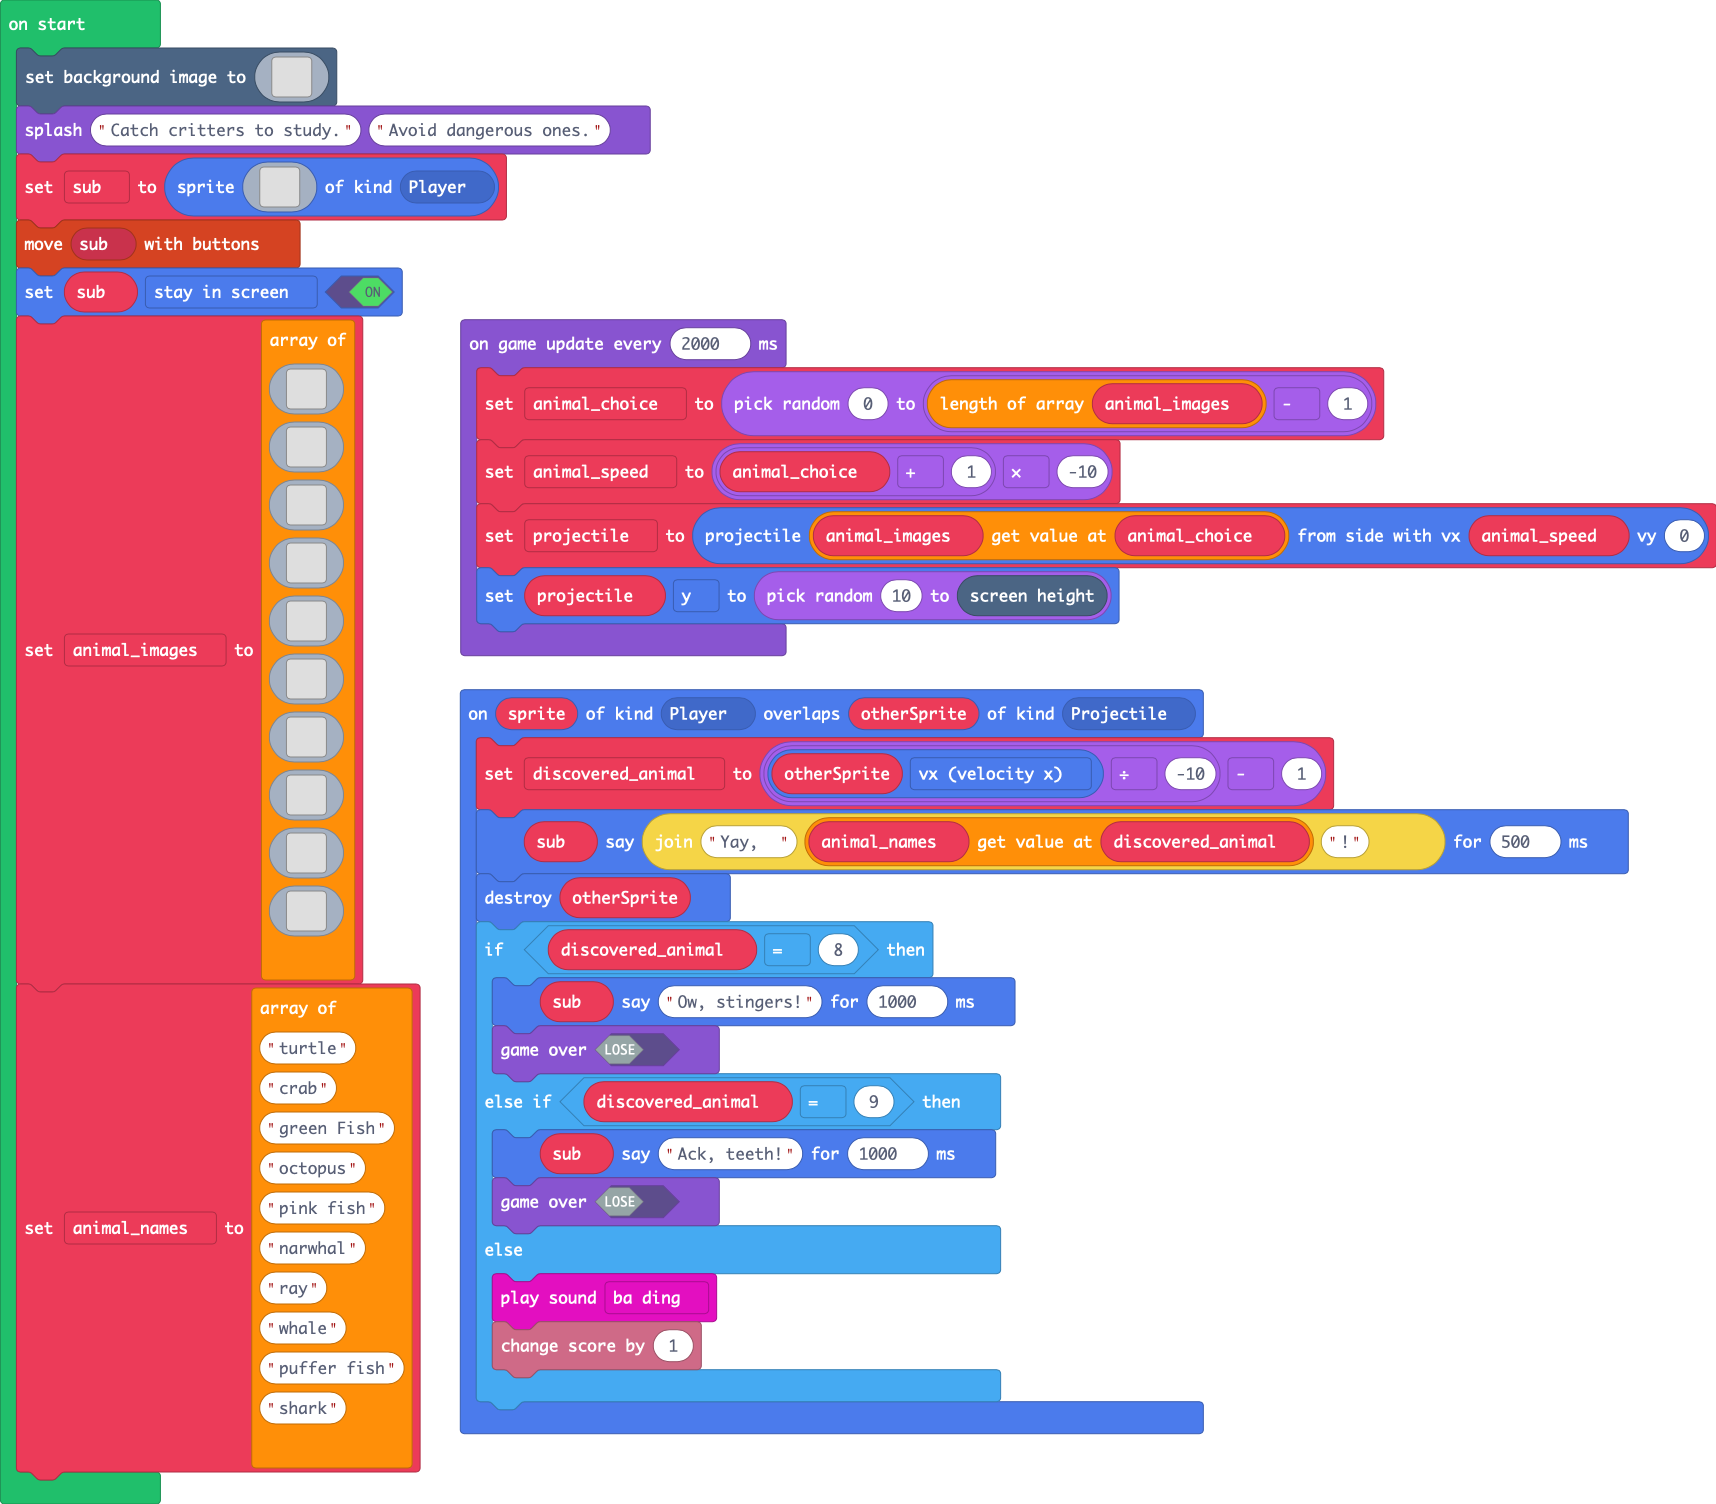 on start
set background image to
splash "Catch critters to study." "Avoid dangerous ones."
set sub to sprite of kind Player
move sub with buttons
set sub stay in screen ON
set animal_images to array of
set animal_names to array of
"turtle"
"crab"
"green Fish"
"octopus"
"pink fish"
"narwhal"
"ray"
"whale"
"puffer fish"
"shark"
on game update every 2000 ms
set animal_choice to pick random 0 to length of array animal_images - 1
set animal_speed to animal_choice + 1 × -10
set projectile to projectile animal_images get value at animal_choice from side with vx animal_speed vy 0
set projectile y to pick random 10 to screen height
on sprite of kind Player overlaps otherSprite of kind Projectile
set discovered_animal to otherSprite vx (velocity x) ÷ -10 - 1
sub say join "Yay, " animal_names get value at discovered_animal "!" for 500 ms
destroy otherSprite
if discovered_animal = 8 then
sub say "Ow, stingers!" for 1000 ms
game over LOSE
else if discovered_animal = 9 then
sub say "Ack, teeth!" for 1000 ms
game over LOSE
else
play sound ba ding
change score by 1